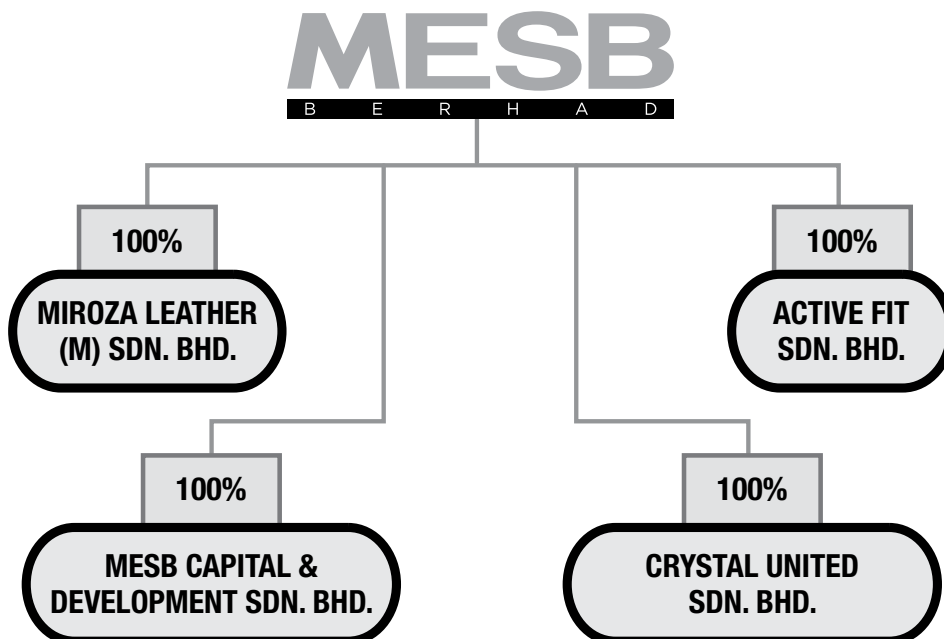 MESB
BERHAD
100%
MIROZA LEATHER
(M) SDN. BHD.
100%
ACTIVE FIT
SDN. BHD.
100%
MESB CAPITAL &
DEVELOPMENT SDN. BHD.
100%
CRYSTAL UNITED
SDN. BHD.